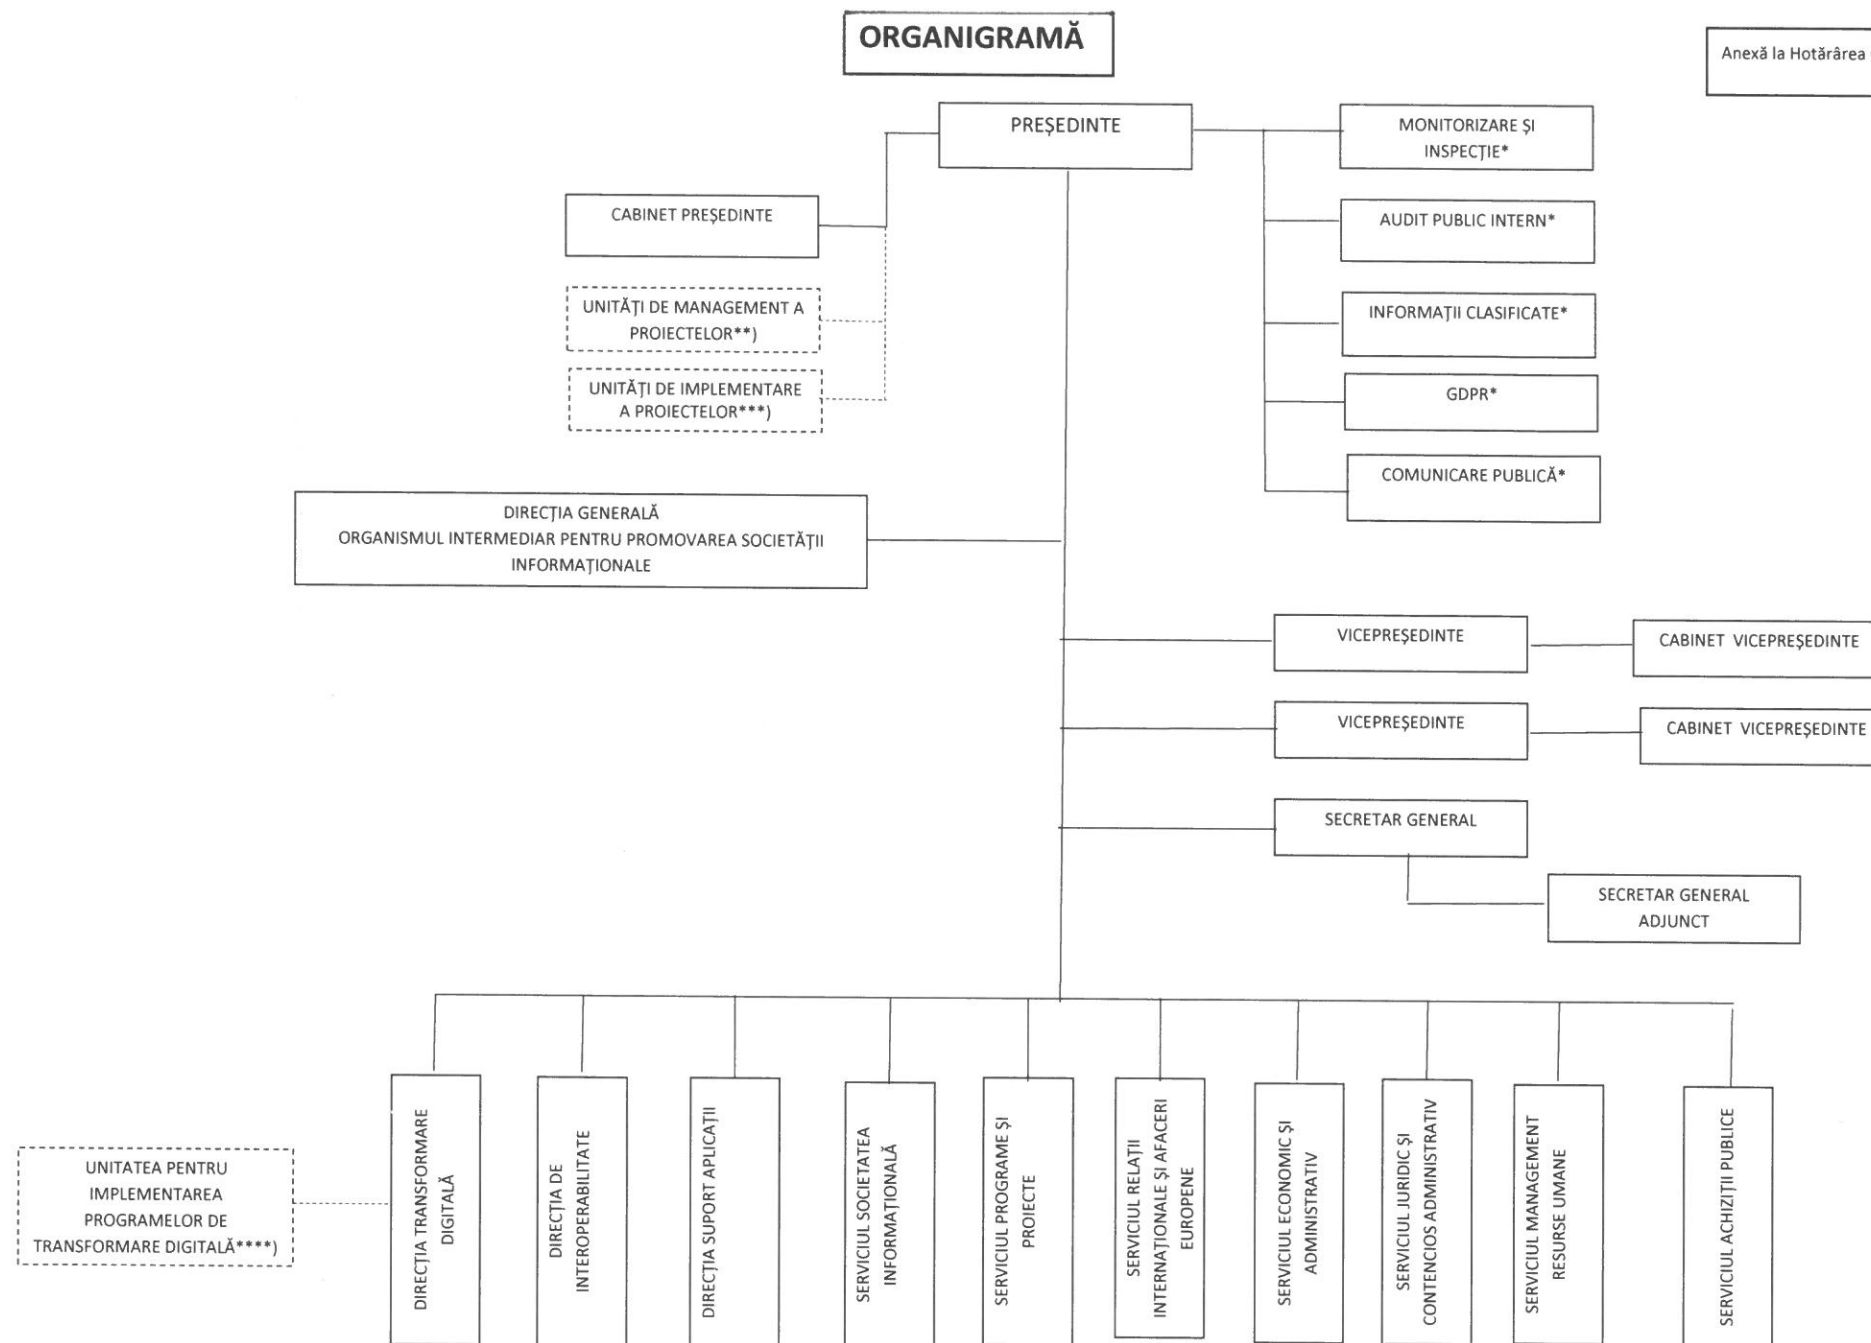 ORGANIGRAMĂ
Anexă la Hotărârea
PREȘEDINTE
MONITORIZARE ȘI
INSPECȚIE*
CABINET PREȘEDINTE
AUDIT PUBLIC INTERN*
UNITĂȚI DE MANAGEMENT A
PROIECTELOR**)
INFORMAȚII CLASIFICATE*
UNITĂȚI DE IMPLEMENTARE
A PROIECTELOR***)
GDPR*
COMUNICARE PUBLICĂ*
DIRECȚIA GENERALĂ
ORGANISMUL INTERMEDIAR PENTRU PROMOVAREA SOCIETĂȚII
INFORMAȚIONALE
VICEPREȘEDINTE
CABINET VICEPREȘEDINTE
VICEPREȘEDINTE
CABINET VICEPREȘEDINTE
SECRETAR GENERAL
SECRETAR GENERAL
ADJUNCT
UNITATEA PENTRU
IMPLEMENTAREA
PROGRAMELOR DE
TRANSFORMARE DIGITALĂ****)
DIRECȚIA TRANSFORMARE
DIGITALĂ
DIRECȚIA DE
INTEROPERABILITATE
DIRECȚIA SUPORT APLICAȚII
SERVICIUL SOCIETATEA
INFORMAȚIONALĂ
SERVICIUL PROGRAME ȘI
PROIECTE
SERVICIUL RELAȚII
INTERNAȚIONALE ȘI AFACERI
EUROPENE
SERVICIUL ECONOMIC ȘI
ADMINISTRATIV
SERVICIUL JURIDIC ȘI
CONTENCIOS ADMINISTRATIV
SERVICIUL MANAGEMENT
RESURSE UMANE
SERVICIUL ACHIZIȚII PUBLICE